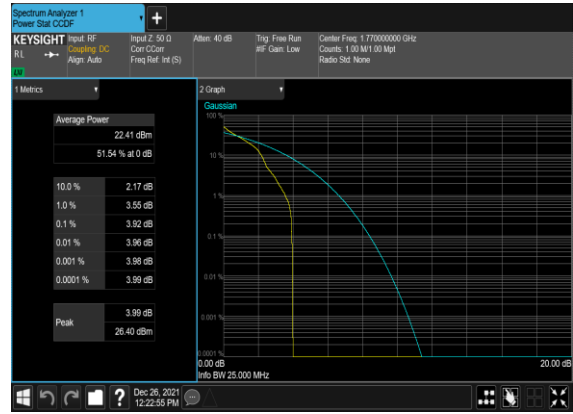 Spectrum Analyzer 1
Power Stat CCDF
KEYSIGHT
R L
LXI
Input: RF
Coupling: DC
Align: Auto
Input Z: 50 Ω
Corr CCorr
Freq Ref: Int (S)
Atten: 40 dB
Trig: Free Run
#IF Gain: Low
Center Freq: 1.770000000 GHz
Counts: 1.00 M/1.00 Mpt
Radio Std: None
1 Metrics
Average Power
22.41 dBm
51.54 % at 0 dB
10.0 % 2.17 dB
1.0 % 3.55 dB
0.1 % 3.92 dB
0.01 % 3.96 dB
0.001 % 3.98 dB
0.0001 % 3.99 dB
Peak
3.99 dB
26.40 dBm
2 Graph
Gaussian
100 %
10 %
1 %
0.1 %
0.01 %
0.001 %
0.0001 %
0.00 dB
20.00 dB
Info BW 25.000 MHz
?
Dec 26, 2021
12:22:55 PM